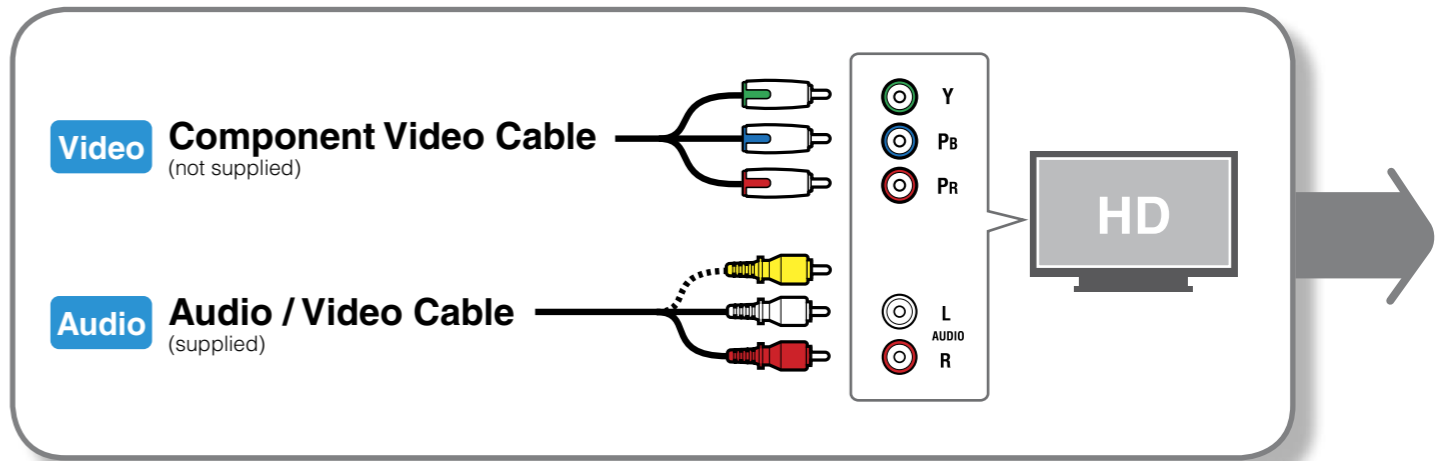 Video
Component Video Cable
(not supplied)
Y
PB
PR
HD
Audio
Audio / Video Cable
(supplied)
L
AUDIO
R